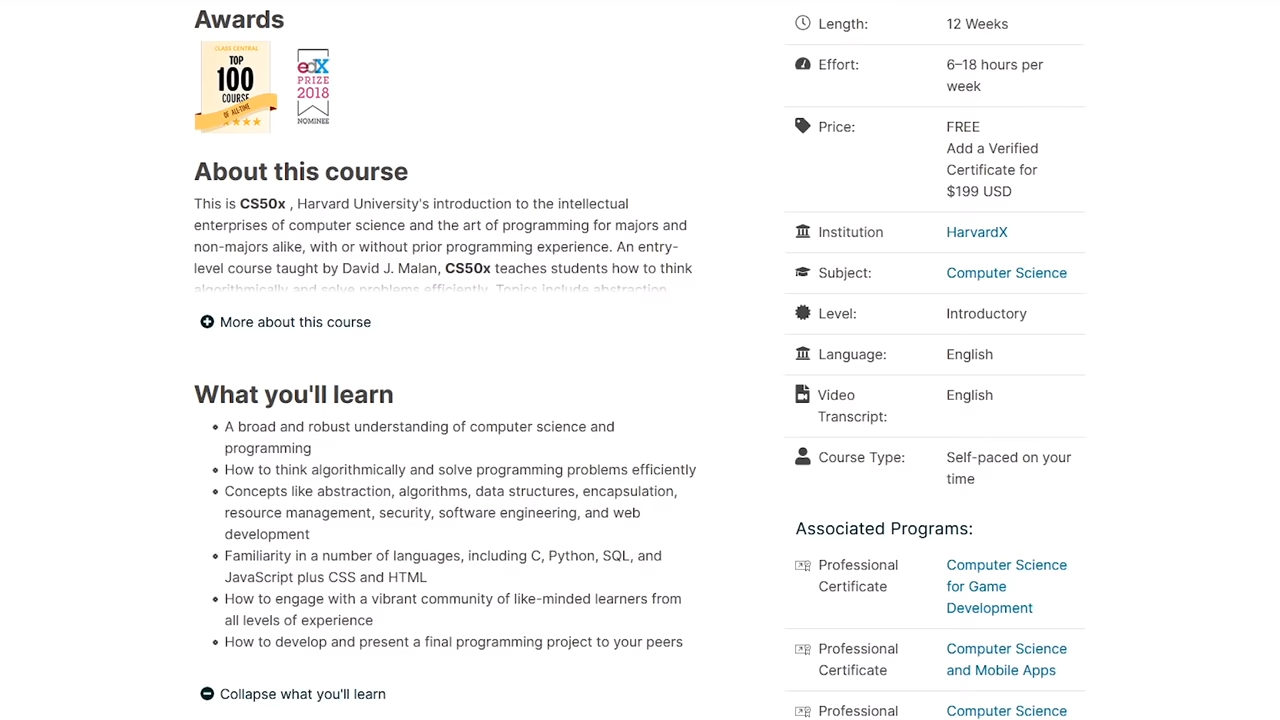 Awards
CLASS CENTRAL
TOP
100
COURSE
OF ALL TIME
edX
PRIZE
2018
NOMINEE
About this course
This is CS50x , Harvard University's introduction to the intellectual
enterprises of computer science and the art of programming for majors and
non-majors alike, with or without prior programming experience. An entry-
level course taught by David J. Malan, CS50x teaches students how to think
algorithmically and solve problems efficiently. Topics include abstraction,
More about this course
What you'll learn
A broad and robust understanding of computer science and
programming
How to think algorithmically and solve programming problems efficiently
Concepts like abstraction, algorithms, data structures, encapsulation,
resource management, security, software engineering, and web
development
Familiarity in a number of languages, including C, Python, SQL, and
JavaScript plus CSS and HTML
How to engage with a vibrant community of like-minded learners from
all levels of experience
How to develop and present a final programming project to your peers
Collapse what you'll learn
Length: 12 Weeks
Effort: 6–18 hours per
week
Price: FREE
Add a Verified
Certificate for
$199 USD
Institution HarvardX
Subject: Computer Science
Level: Introductory
Language: English
Video English
Transcript:
Course Type: Self-paced on your
time
Associated Programs:
Professional Computer Science
Certificate for Game
Development
Professional Computer Science
Certificate and Mobile Apps
Professional Computer Science